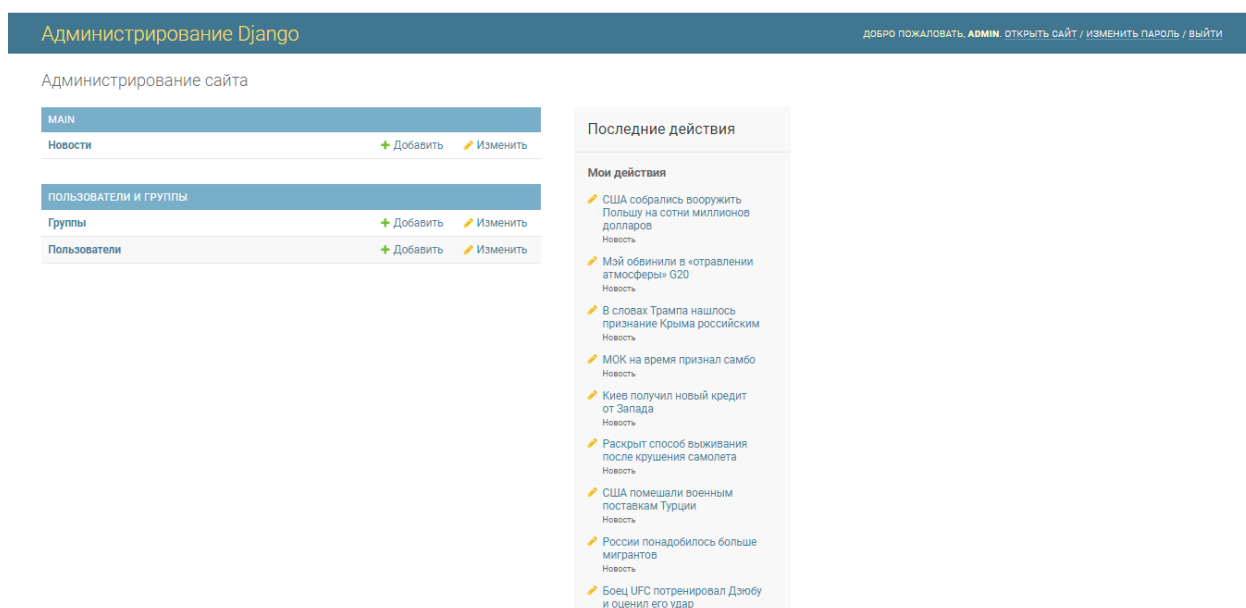 Администрирование Django
ДОБРО ПОЖАЛОВАТЬ, ADMIN. ОТКРЫТЬ САЙТ / ИЗМЕНИТЬ ПАРОЛЬ / ВЫЙТИ
Администрирование сайта
MAIN
Новости Добавить Изменить
ПОЛЬЗОВАТЕЛИ И ГРУППЫ
Группы Добавить Изменить
Пользователи Добавить Изменить
Последние действия
Мои действия
США собрались вооружить
Польшу на сотни миллионов
долларов
Новость
Мэй обвинили в «отравлении
атмосферы» G20
Новость
В словах Трампа нашлось
признание Крыма российским
Новость
МОК на время признал самбо
Новость
Киев получил новый кредит
от Запада
Новость
Раскрыт способ выживания
после крушения самолета
Новость
США помешали военным
поставкам Турции
Новость
России понадобилось больше
мигрантов
Новость
Боец UFC потренировал Дзюбу
и оценил его удар